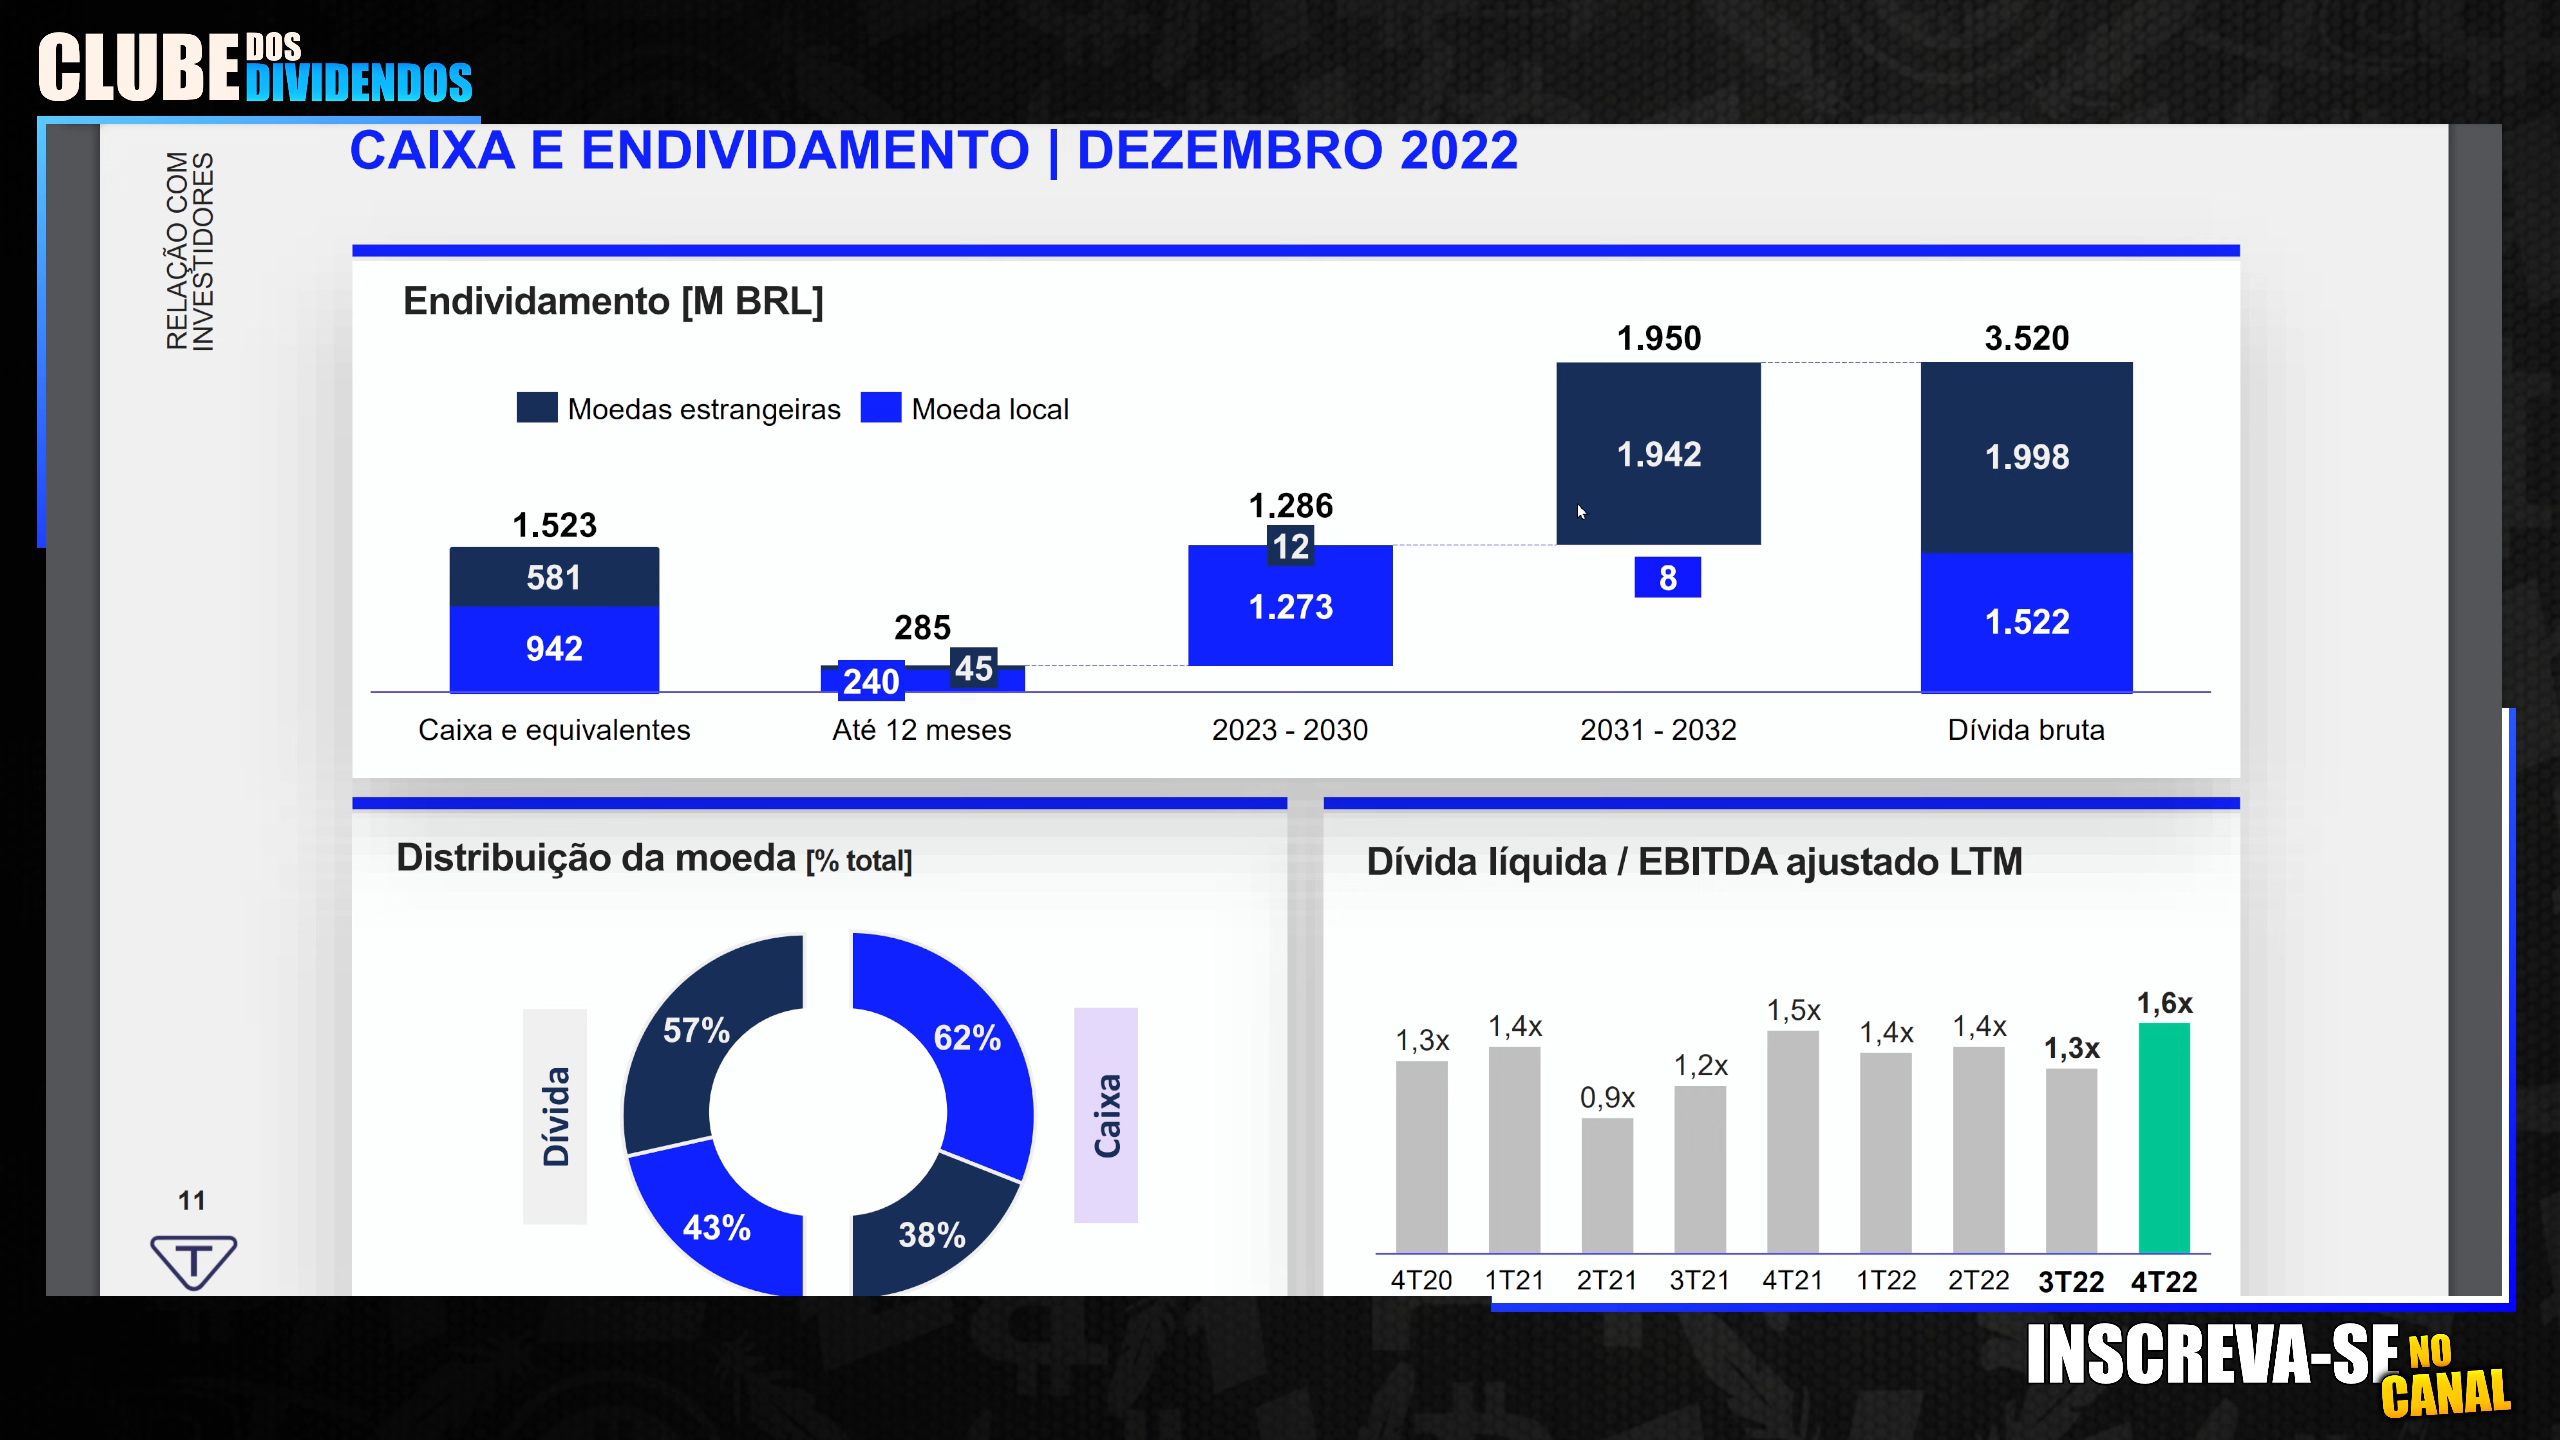 CLUBE DOS DIVIDENDOS
CAIXA E ENDIVIDAMENTO | DEZEMBRO 2022
RELAÇÃO COM
INVESTIDORES
Endividamento [M BRL]
Moedas estrangeiras Moeda local
1.523
581
942
285
240 45
1.286
12
1.273
1.950
1.942
8
3.520
1.998
1.522
Caixa e equivalentes Até 12 meses 2023 - 2030 2031 - 2032 Dívida bruta
Distribuição da moeda [% total]
Dívida
57%
43%
62%
38%
Caixa
Dívida líquida / EBITDA ajustado LTM
1,3x 1,4x 0,9x 1,2x 1,5x 1,4x 1,4x 1,3x 1,6x
4T20 1T21 2T21 3T21 4T21 1T22 2T22 3T22 4T22
11
T
INSCREVA-SE NO
CANAL